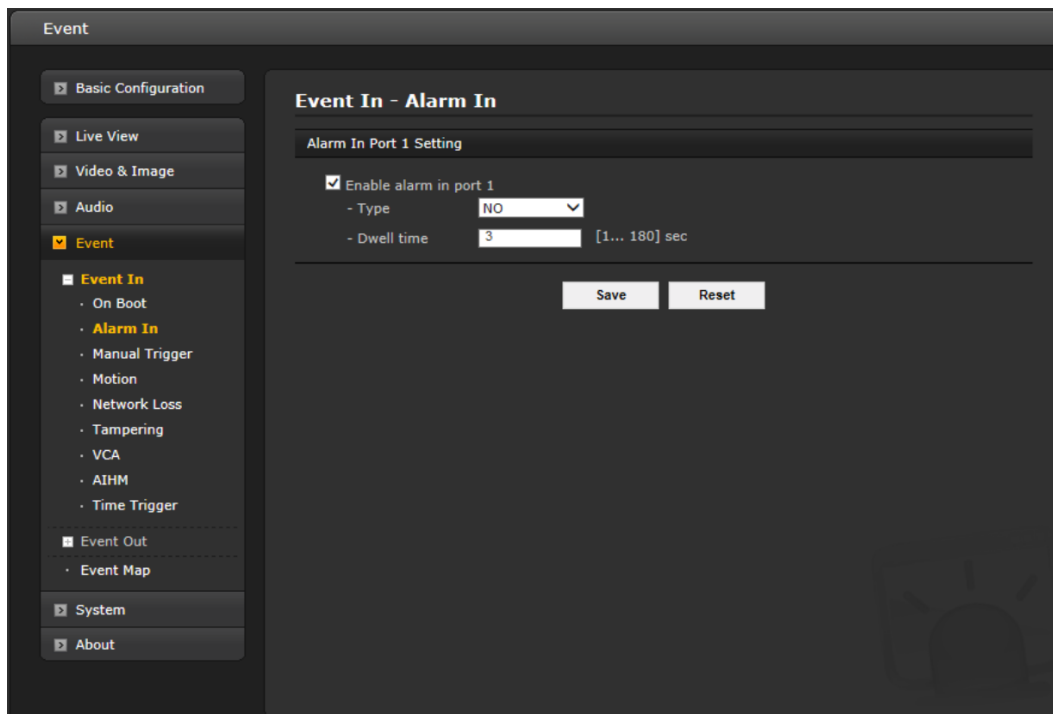 Event
Basic Configuration
Live View
Video & Image
Audio
Event
Event In
· On Boot
· Alarm In
· Manual Trigger
· Motion
· Network Loss
· Tampering
· VCA
· AIHM
· Time Trigger
Event Out
· Event Map
System
About
Event In - Alarm In
Alarm In Port 1 Setting
Enable alarm in port 1
- Type NO
- Dwell time 3 [1... 180] sec
Save Reset